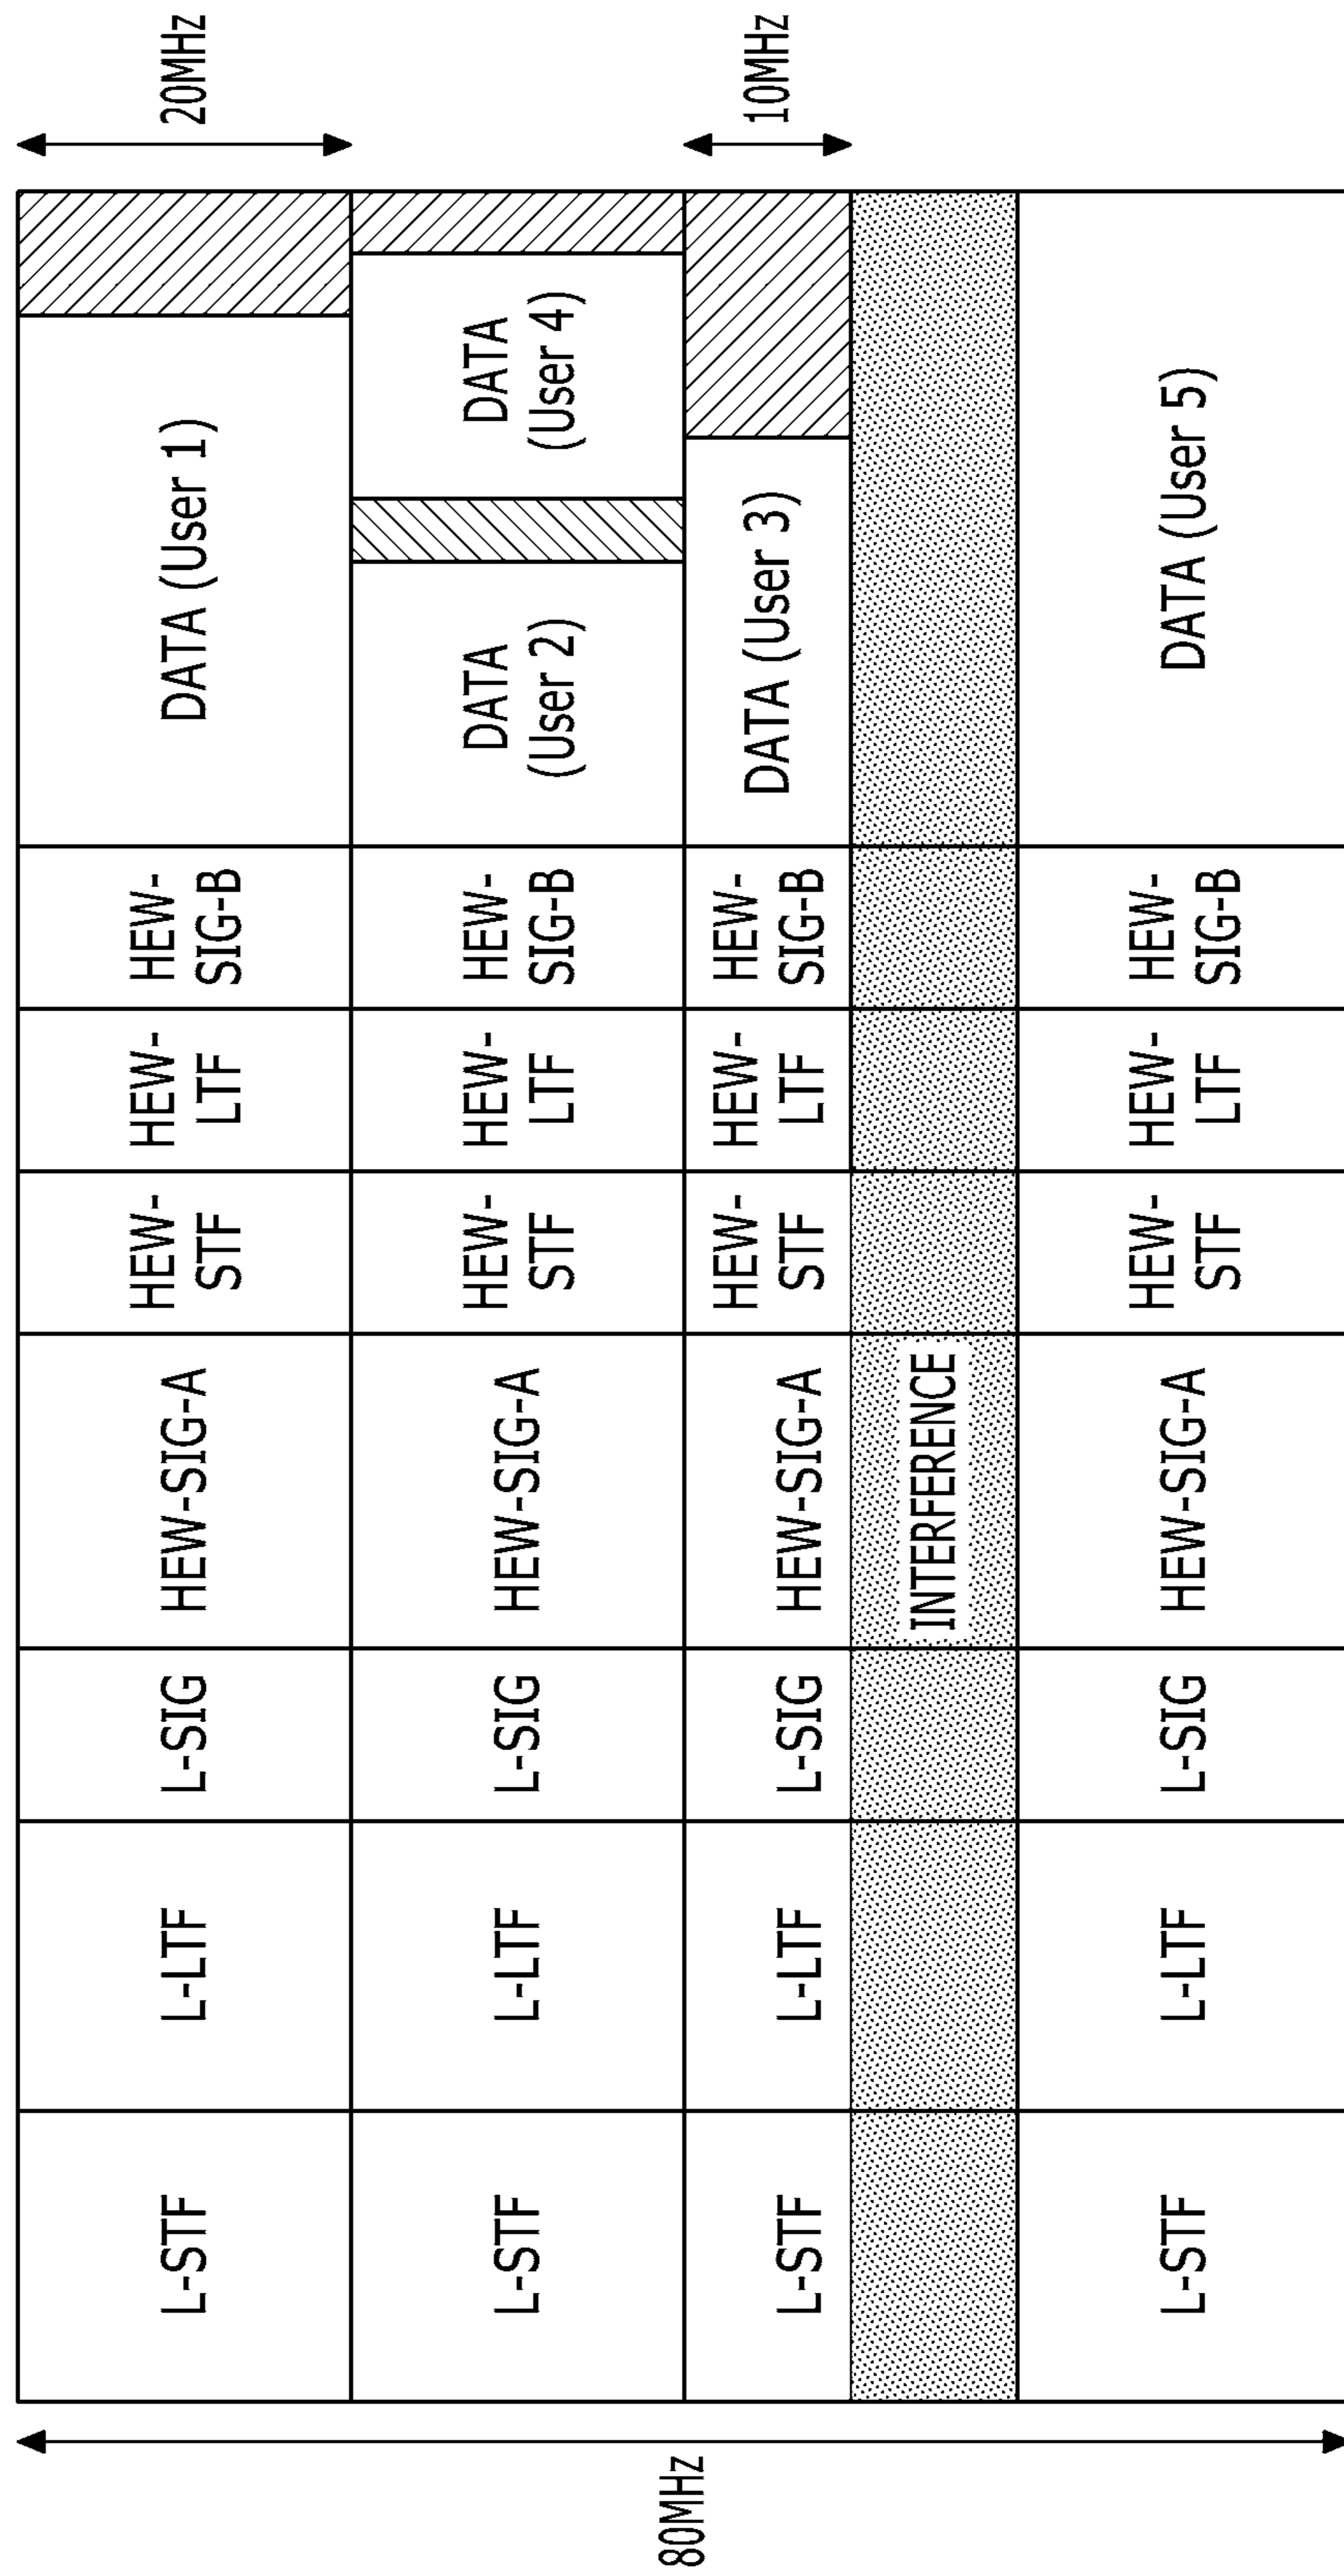 80MHz
L-STF
L-LTF
L-SIG
HEW-SIG-A
HEW-
STF
HEW-
LTF
HEW-
SIG-B
DATA (User 1)
20MHz
L-STF
L-LTF
L-SIG
HEW-SIG-A
HEW-
STF
HEW-
LTF
HEW-
SIG-B
DATA
(User 2)
DATA
(User 4)
L-STF
L-LTF
L-SIG
HEW-SIG-A
HEW-
STF
HEW-
LTF
HEW-
SIG-B
DATA (User 3)
10MHz
INTERFERENCE
L-STF
L-LTF
L-SIG
HEW-SIG-A
HEW-
STF
HEW-
LTF
HEW-
SIG-B
DATA (User 5)